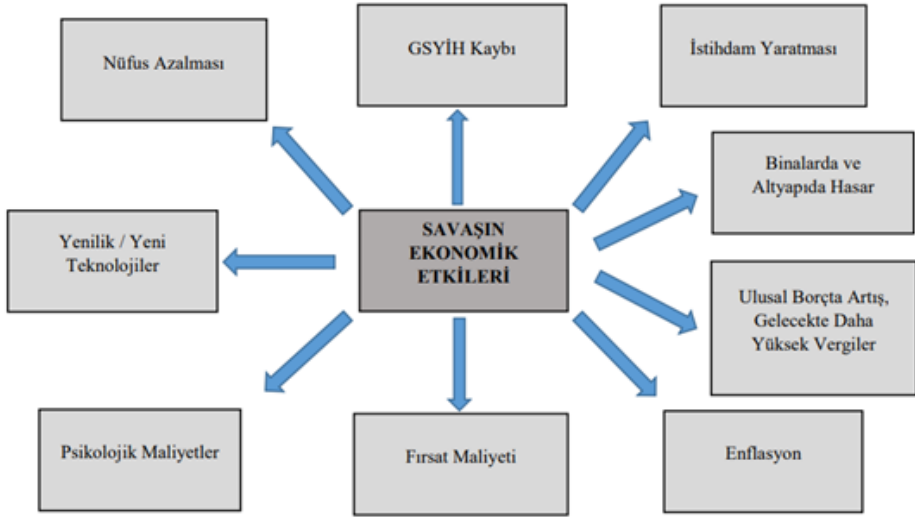 Nüfus Azalması
GSYİH Kaybı
İstihdam Yaratması
Binalarda ve
Altyapıda Hasar
SAVAŞIN
EKONOMİK
ETKİLERİ
Yenilik / Yeni
Teknolojiler
Ulusal Borçta Artış,
Gelecekte Daha
Yüksek Vergiler
Psikolojik Maliyetler
Fırsat Maliyeti
Enflasyon